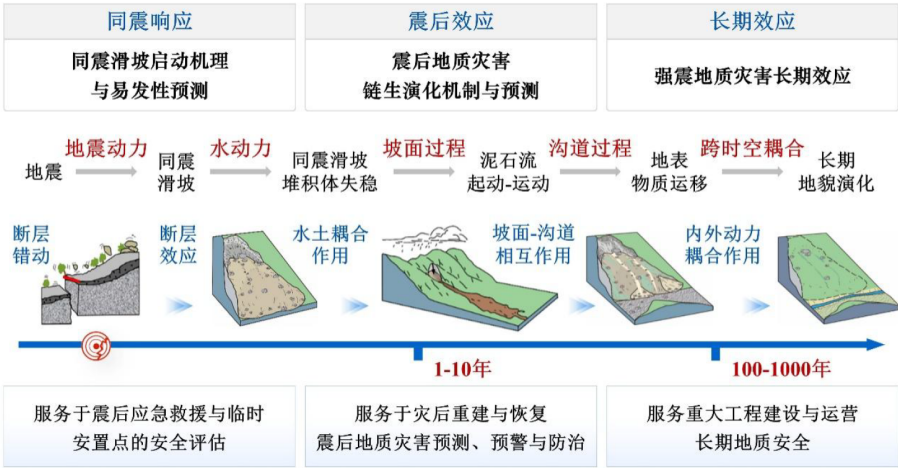 同震响应
震后效应
长期效应
同震滑坡启动机理
与易发性预测
震后地质灾害
链生演化机制与预测
强震地质灾害长期效应
地震
地震动力
同震
滑坡
水动力
同震滑坡
堆积体失稳
坡面过程
泥石流
起动-运动
沟道过程
地表
物质运移
跨时空耦合
长期
地貌演化
断层
错动
断层
效应
水土耦合
作用
坡面-沟道
相互作用
内外动力
耦合作用
1-10年
100-1000年
服务于震后应急救援与临时
安置点的安全评估
服务于灾后重建与恢复
震后地质灾害预测、预警与防治
服务重大工程建设与运营
长期地质安全